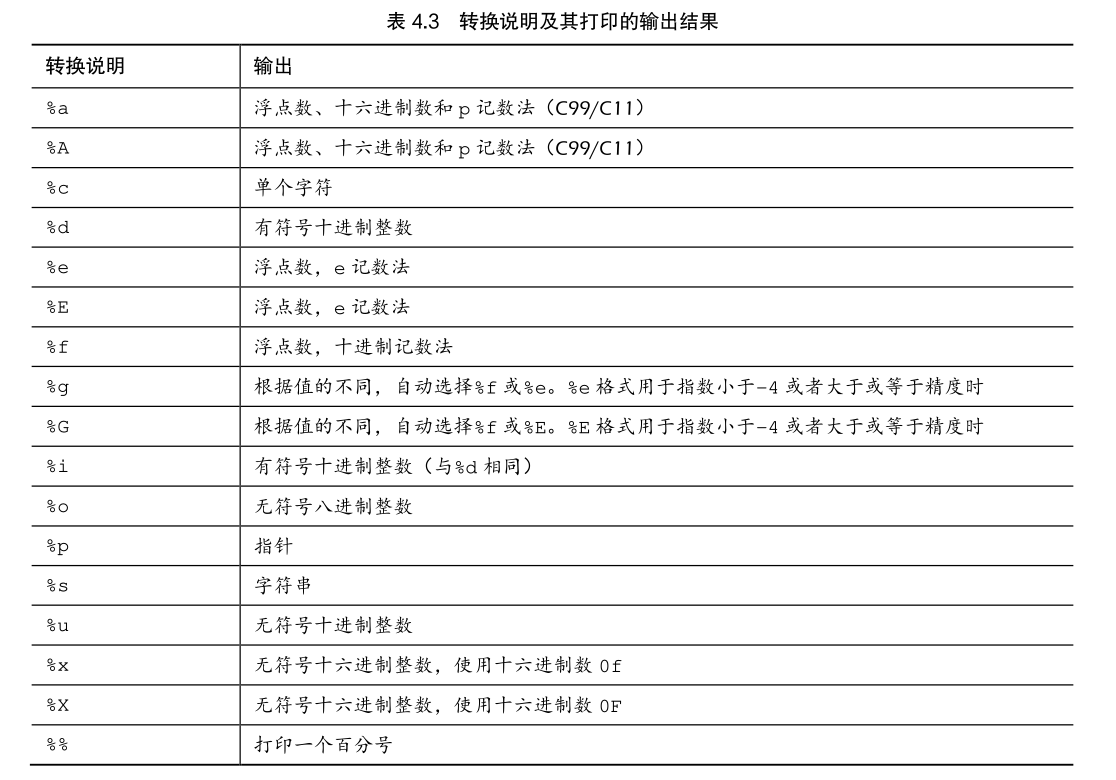 表 4.3 转换说明及其打印的输出结果
转换说明 输出
%a 浮点数、十六进制数和 p 记数法（C99/C11）
%A 浮点数、十六进制数和 p 记数法（C99/C11）
%c 单个字符
%d 有符号十进制整数
%e 浮点数，e 记数法
%E 浮点数，e 记数法
%f 浮点数，十进制记数法
%g 根据值的不同，自动选择%f 或%e。%e 格式用于指数小于–4 或者大于或等于精度时
%G 根据值的不同，自动选择%f 或%E。%E 格式用于指数小于–4 或者大于或等于精度时
%i 有符号十进制整数（与%d 相同）
%o 无符号八进制整数
%p 指针
%s 字符串
%u 无符号十进制整数
%x 无符号十六进制整数，使用十六进制数 0f
%X 无符号十六进制整数，使用十六进制数 0F
%% 打印一个百分号